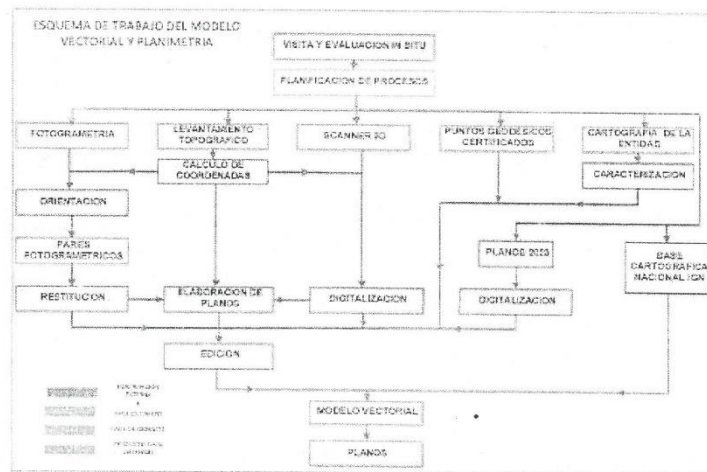 ESQUEMA DE TRABAJO DEL MODELO
VECTORIAL Y PLANIMETRIA
VISITA Y EVALUACION IN SITU
PLANIFICACION DE PROCESOS
FOTOGRAMETRIA
LEVANTAMIENTO
TOPOGRAFICO
SCANNER 3D
PUNTOS GEODÉSICOS
CERTIFICADOS
CARTOGRAFIA DE LA
ENTIDAS
CALCULO DE
COORDENADAS
CARACTERIZACION
ORIENTACION
PARES
FOTOGRAMETRICOS
PLANOS 2023
BASE
CARTOGRAFICA
NACIONAL IGN
RESTITUCION
ELABORACION DE
PLANOS
DIGITALIZACION
DIGITALIZACION
EDICION
MODELO VECTORIAL
PLANOS